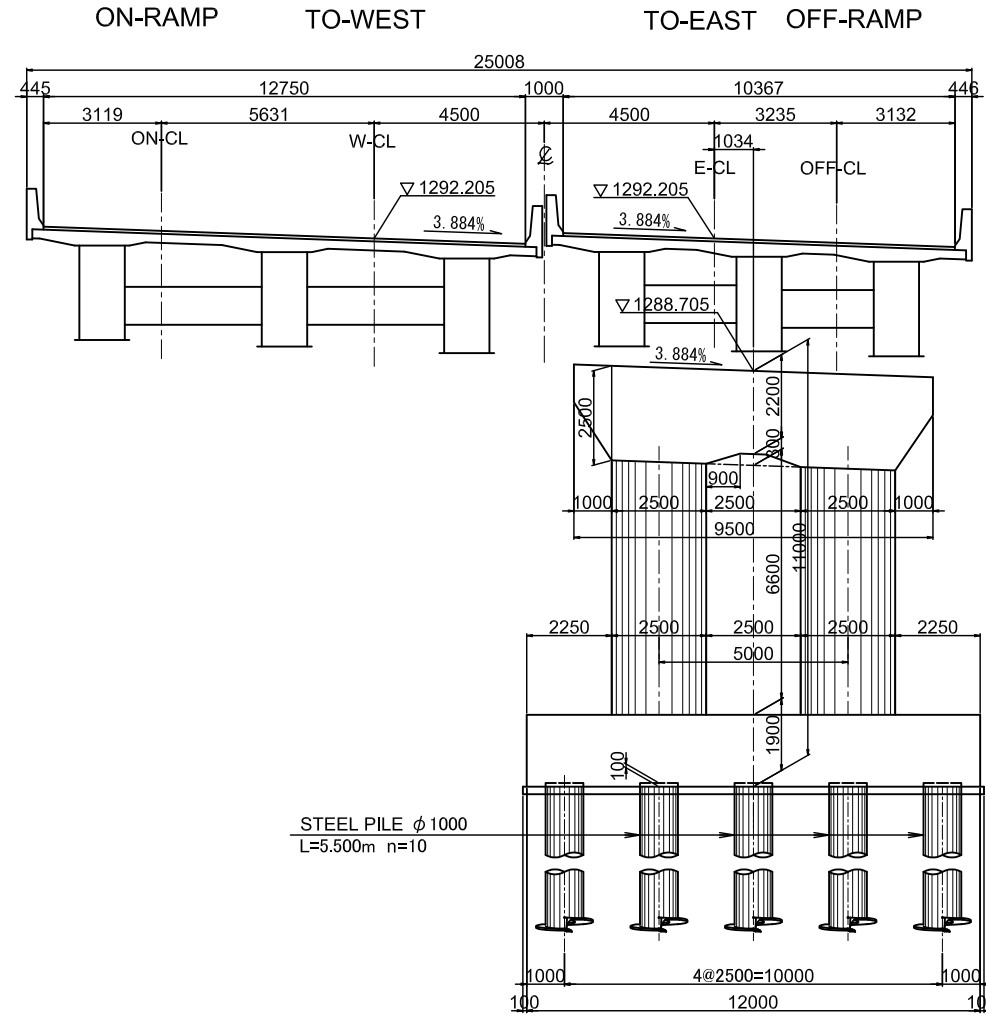 ON-RAMP TO-WEST TO-EAST OFF-RAMP
25008
445 12750 1000 10367 446
3119 5631 4500 4500 3235 3132
1034
ON-CL W-CL ℄ E-CL OFF-CL
▽ 1292.205 ▽ 1292.205
3.884% 3.884%
▽ 1288.705
3.884%
2200
2500
300
900
1000 2500 2500 2500 1000
9500
11000
6600
2250 2500 2500 2500 2250
5000
1900
100
STEEL PILE φ 1000
L=5.500m n=10
1000 4@2500=10000 1000
100 12000 10